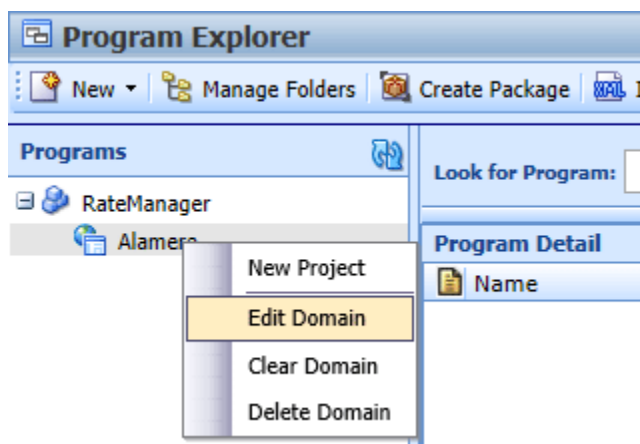 Program Explorer
New
Manage Folders
Create Package
XML
Programs
Look for Program:
RateManager
Program Detail
Name
New Project
Edit Domain
Clear Domain
Delete Domain